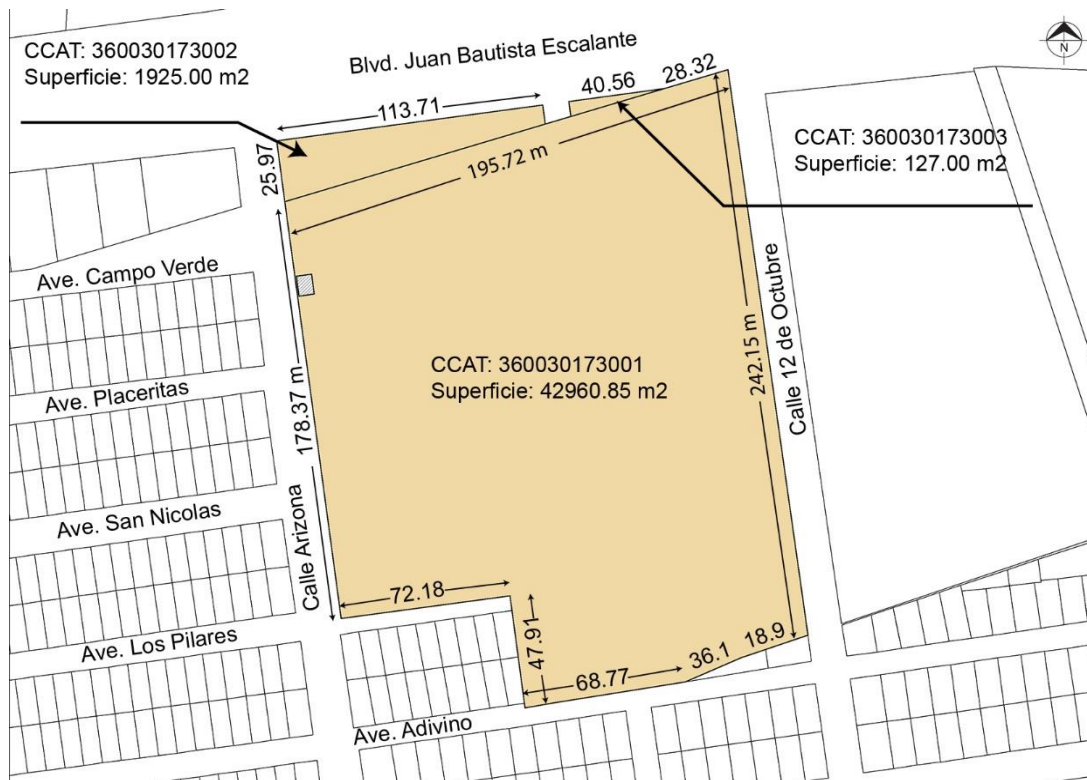 CCAT: 360030173002
Superficie: 1925.00 m2
Blvd. Juan Bautista Escalante
N
113.71
40.56
28.32
25.97
195.72 m
CCAT: 360030173003
Superficie: 127.00 m2
Ave. Campo Verde
178.37 m
CCAT: 360030173001
Superficie: 42960.85 m2
242.15 m
Calle 12 de Octubre
Ave. Placeritas
Ave. San Nicolas
Calle Arizona
72.18
Ave. Los Pilares
47.91
68.77
36.1
18.9
Ave. Adivino